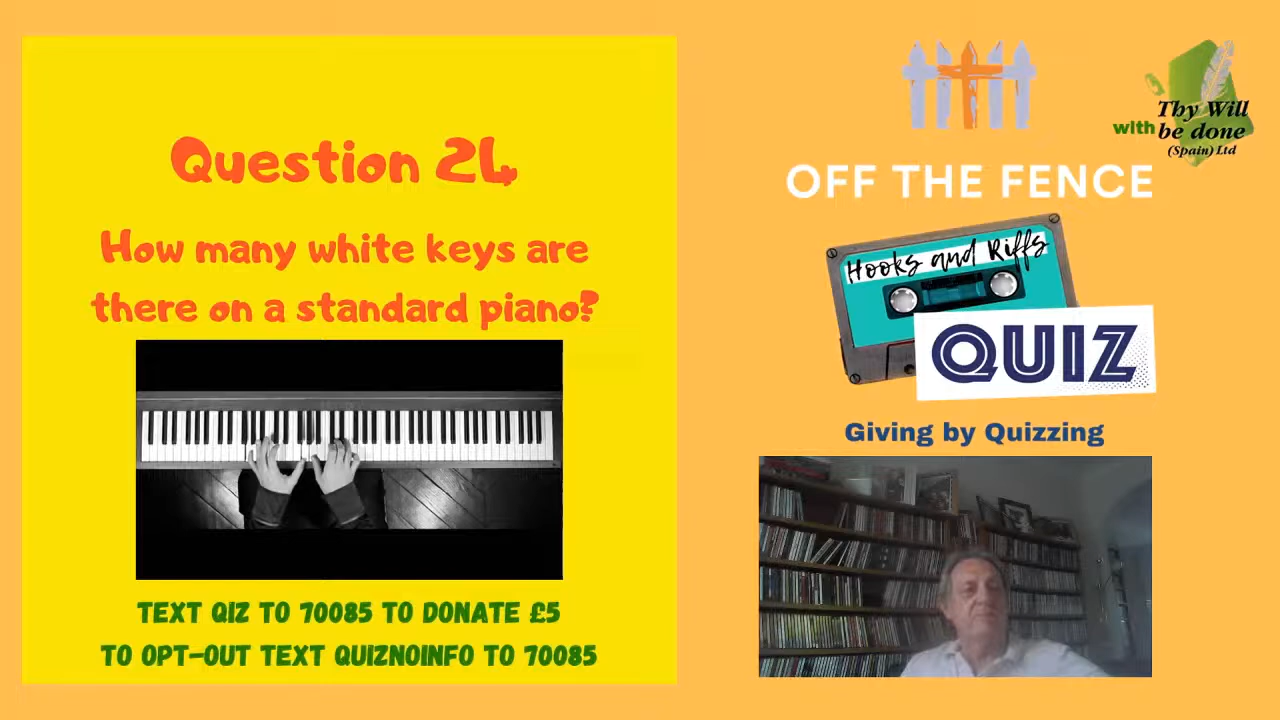 Question 24
How many white keys are
there on a standard piano?
TEXT QIZ TO 70085 TO DONATE £5
TO OPT-OUT TEXT QUIZNOINFO TO 70085
with
Thy Will
be done
(Spain) Ltd
OFF THE FENCE
Hooks and Riffs
QUIZ
Giving by Quizzing